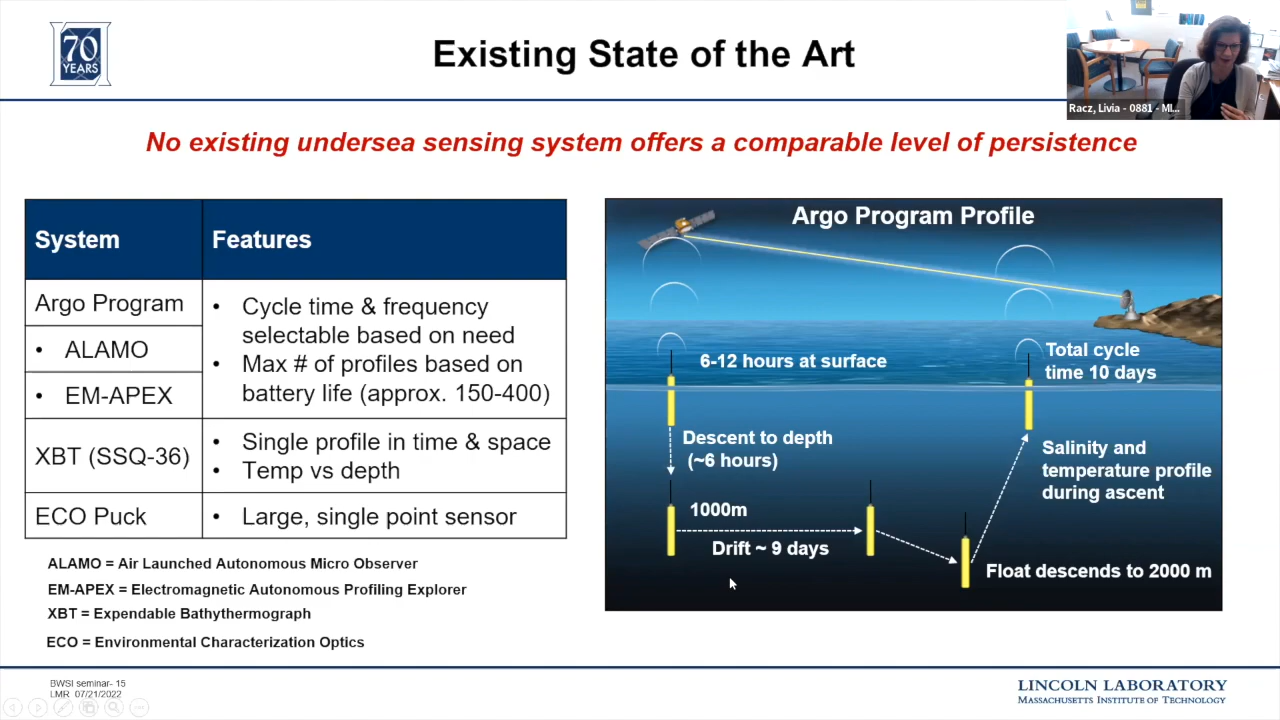 70
YEARS
Existing State of the Art
Racz, Livia - 0881 - MI...
No existing undersea sensing system offers a comparable level of persistence
System
Features
Argo Program
• ALAMO
• EM-APEX
• Cycle time & frequency
selectable based on need
• Max # of profiles based on
battery life (approx. 150-400)
XBT (SSQ-36)
• Single profile in time & space
• Temp vs depth
ECO Puck
• Large, single point sensor
ALAMO = Air Launched Autonomous Micro Observer
EM-APEX = Electromagnetic Autonomous Profiling Explorer
XBT = Expendable Bathythermograph
ECO = Environmental Characterization Optics
Argo Program Profile
6-12 hours at surface
Total cycle
time 10 days
Descent to depth
(~6 hours)
Salinity and
temperature profile
during ascent
1000m
Drift ~ 9 days
Float descends to 2000 m
BWSI seminar- 15
LMR 07/21/2022
LINCOLN LABORATORY
MASSACHUSETTS INSTITUTE OF TECHNOLOGY